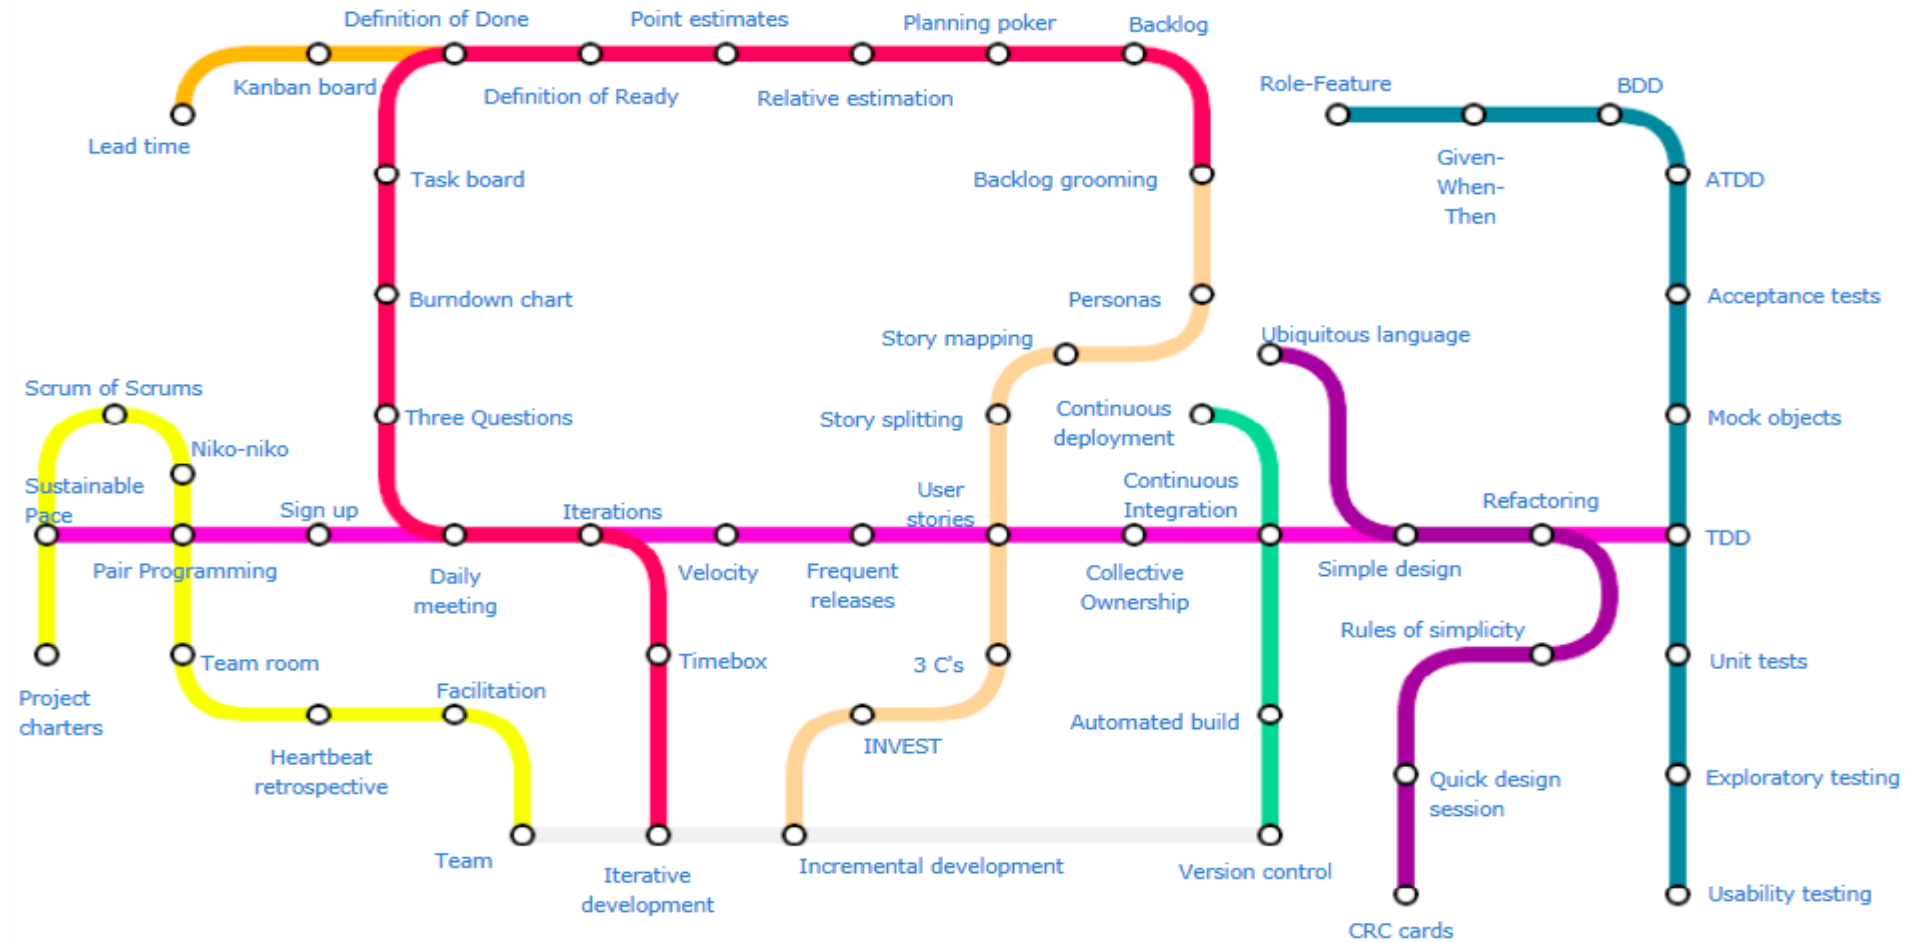 Definition of Done
Point estimates
Planning poker
Backlog
Kanban board
Definition of Ready
Relative estimation
Role-Feature
BDD
Lead time
Task board
Backlog grooming
Given-
When-
Then
ATDD
Burndown chart
Personas
Acceptance tests
Story mapping
Ubiquitous language
Scrum of Scrums
Three Questions
Story splitting
Continuous
deployment
Mock objects
Niko-niko
Sustainable
Pace
Sign up
Iterations
User
stories
Continuous
Integration
Refactoring
TDD
Pair Programming
Daily
meeting
Velocity
Frequent
releases
Collective
Ownership
Simple design
Rules of simplicity
Team room
Timebox
3 C's
Unit tests
Project
charters
Facilitation
Automated build
Heartbeat
retrospective
INVEST
Quick design
session
Exploratory testing
Team
Iterative
development
Incremental development
Version control
Usability testing
CRC cards